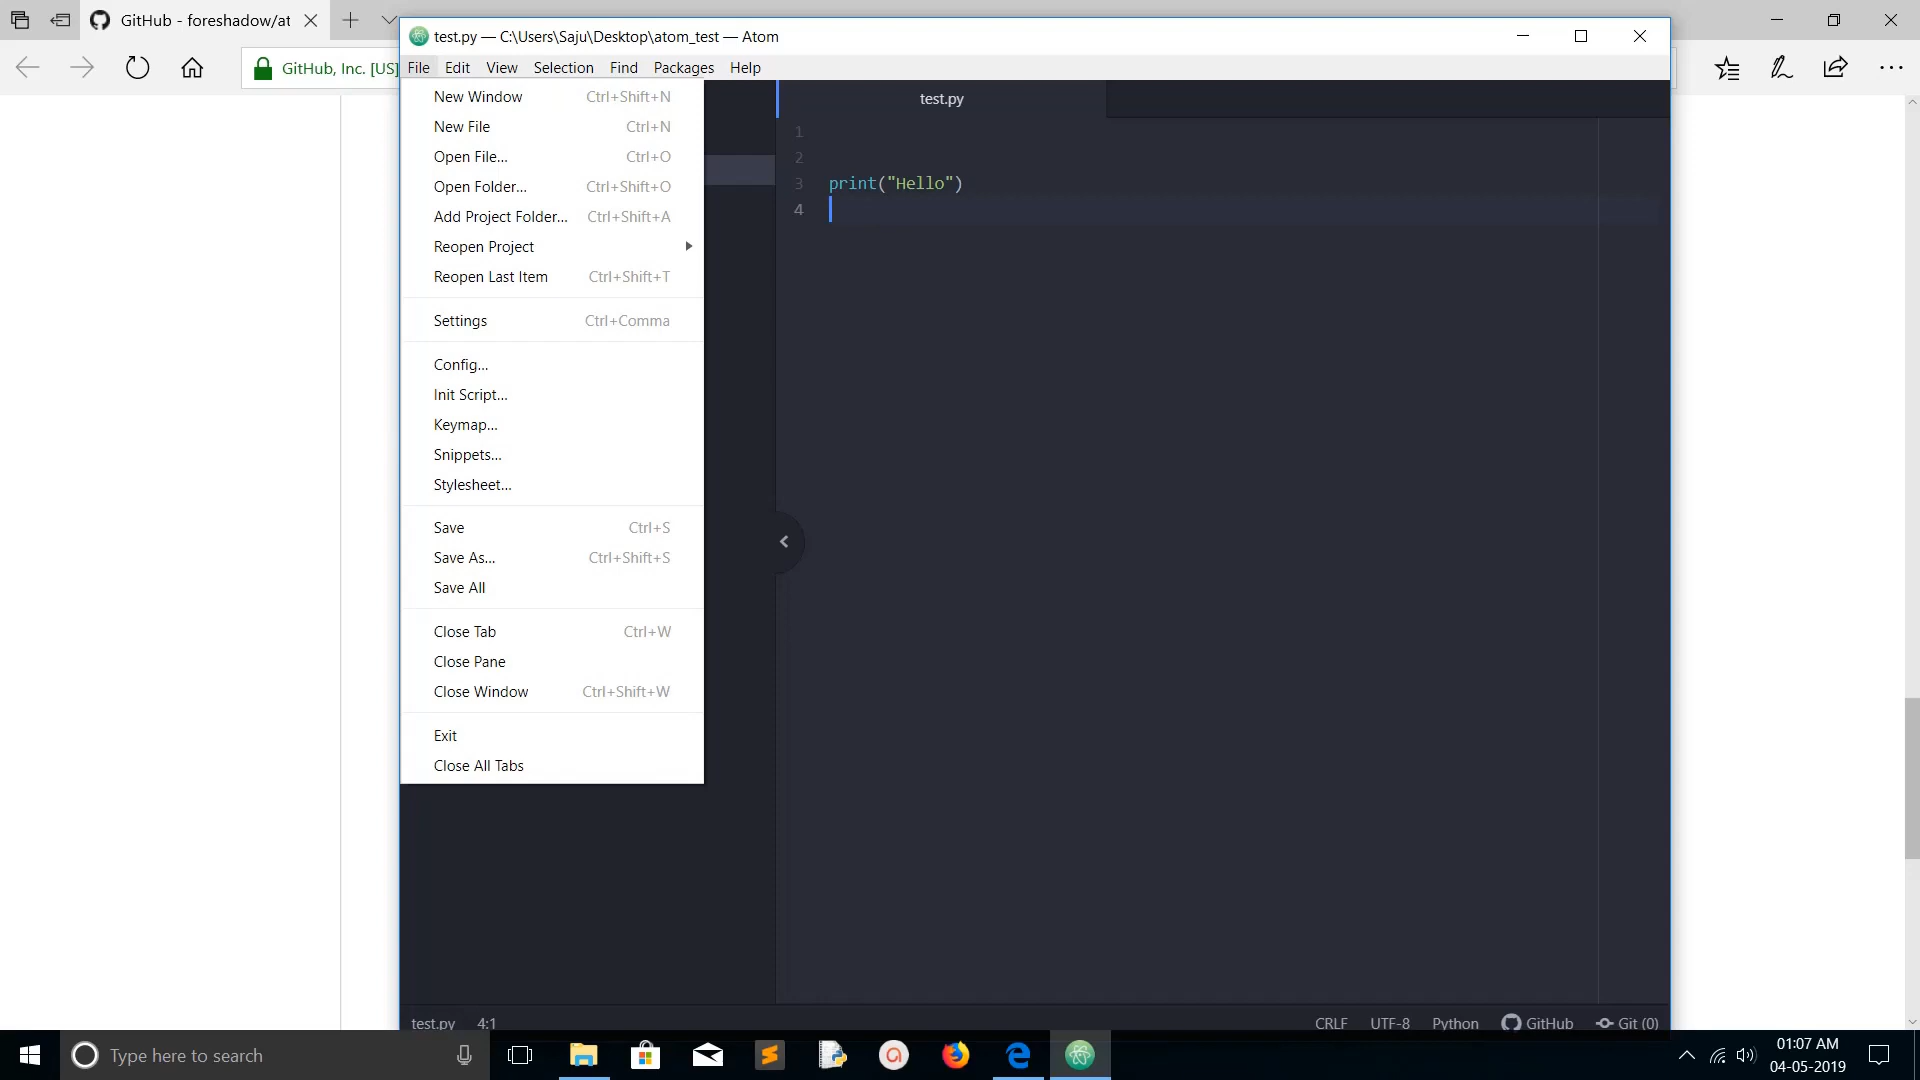 GitHub - foreshadow/at
test.py — C:\Users\Saju\Desktop\atom_test — Atom
GitHub, Inc. [US]
File Edit View Selection Find Packages Help
New Window Ctrl+Shift+N
New File Ctrl+N
Open File... Ctrl+O
Open Folder... Ctrl+Shift+O
Add Project Folder... Ctrl+Shift+A
Reopen Project
Reopen Last Item Ctrl+Shift+T
Settings Ctrl+Comma
Config...
Init Script...
Keymap...
Snippets...
Stylesheet...
Save Ctrl+S
Save As... Ctrl+Shift+S
Save All
Close Tab Ctrl+W
Close Pane
Close Window Ctrl+Shift+W
Exit
Close All Tabs
test.py
1
2
3 print("Hello")
4
test.py 4:1 CRLF UTF-8 Python GitHub Git (0)
Type here to search
01:07 AM
04-05-2019